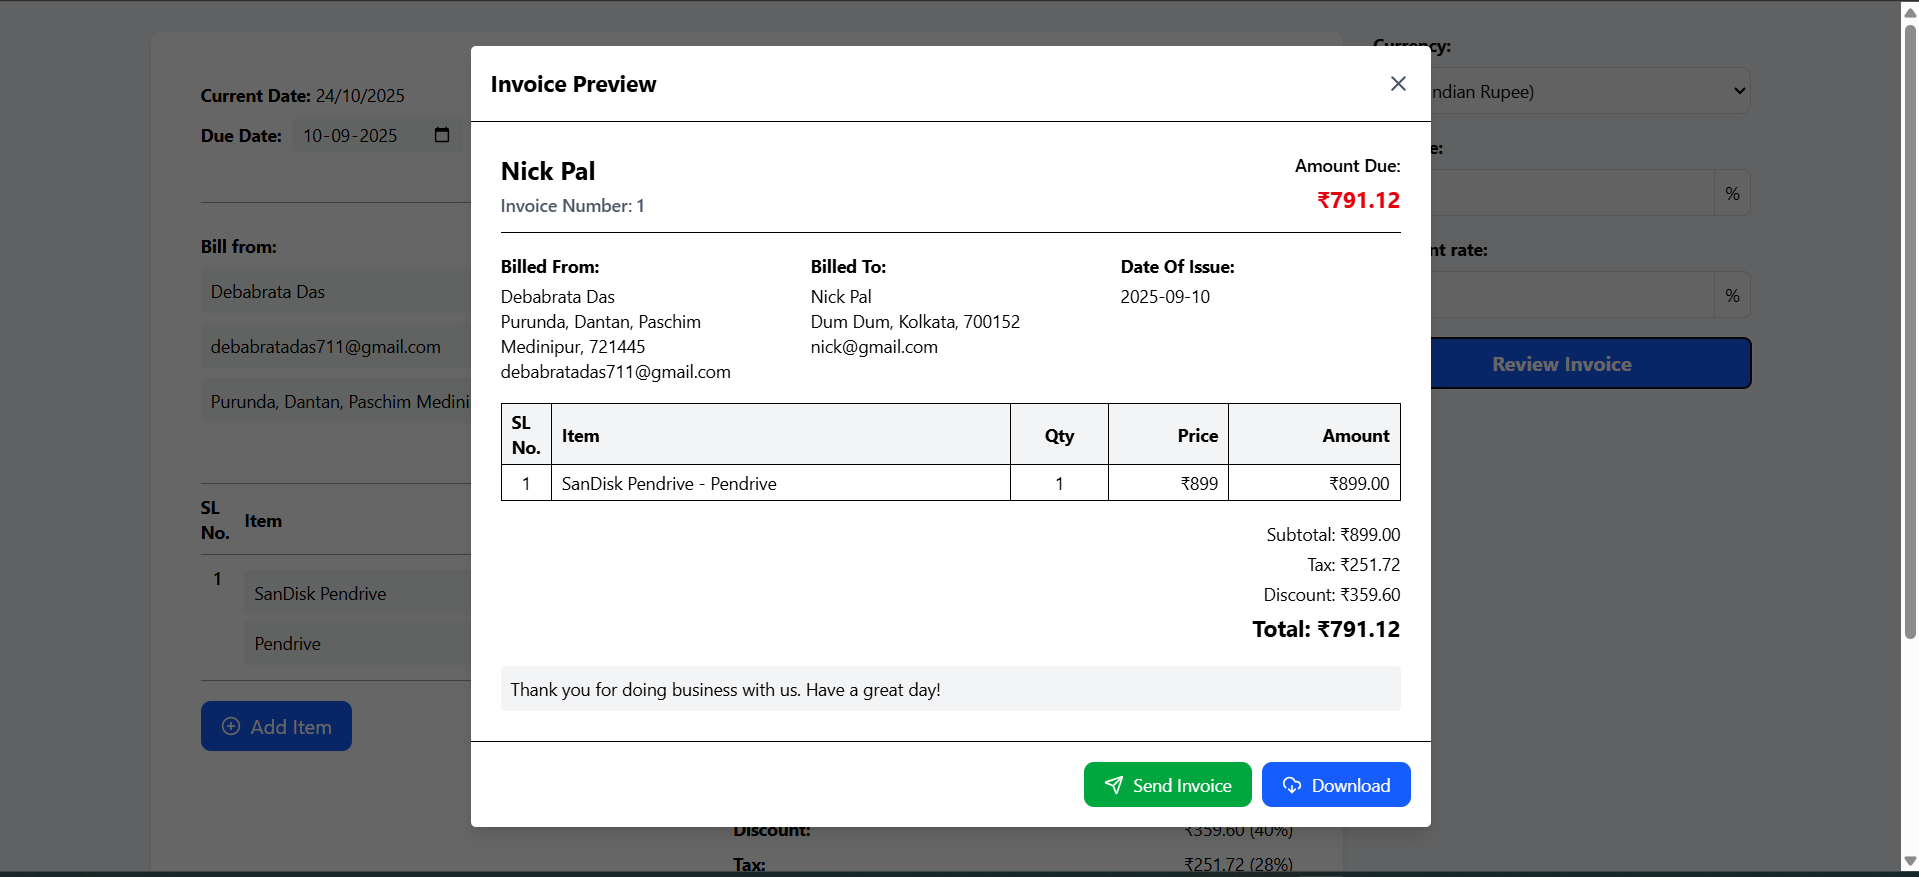 Current Date: 24/10/2025
Due Date: 10-09-2025
Bill from:
Debabrata Das
debabratadas711@gmail.com
Purunda, Dantan, Paschim Medini
SL No. Item
1 SanDisk Pendrive
Pendrive
Add Item
Invoice Preview
Nick Pal
Invoice Number: 1
Amount Due:
₹791.12
Billed From:
Debabrata Das
Purunda, Dantan, Paschim
Medinipur, 721445
debabratadas711@gmail.com
Billed To:
Nick Pal
Dum Dum, Kolkata, 700152
nick@gmail.com
Date Of Issue:
2025-09-10
SL No. Item Qty Price Amount
1 SanDisk Pendrive - Pendrive 1 ₹899 ₹899.00
Subtotal: ₹899.00
Tax: ₹251.72
Discount: ₹359.60
Total: ₹791.12
Thank you for doing business with us. Have a great day!
Send Invoice
Download
Discount: ₹359.60 (40%)
Tax: ₹251.72 (28%)
Currency:
ndian Rupee)
e:
%
nt rate:
%
Review Invoice